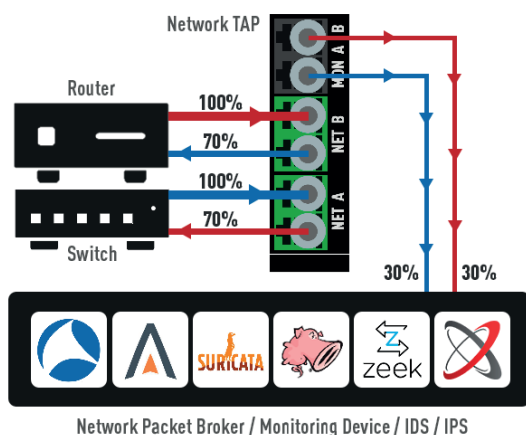 Network TAP
MON A B
Router
100%
NET B
70%
100%
NET A
70%
Switch
30%
30%
SURICATA
zeek
Network Packet Broker / Monitoring Device / IDS / IPS